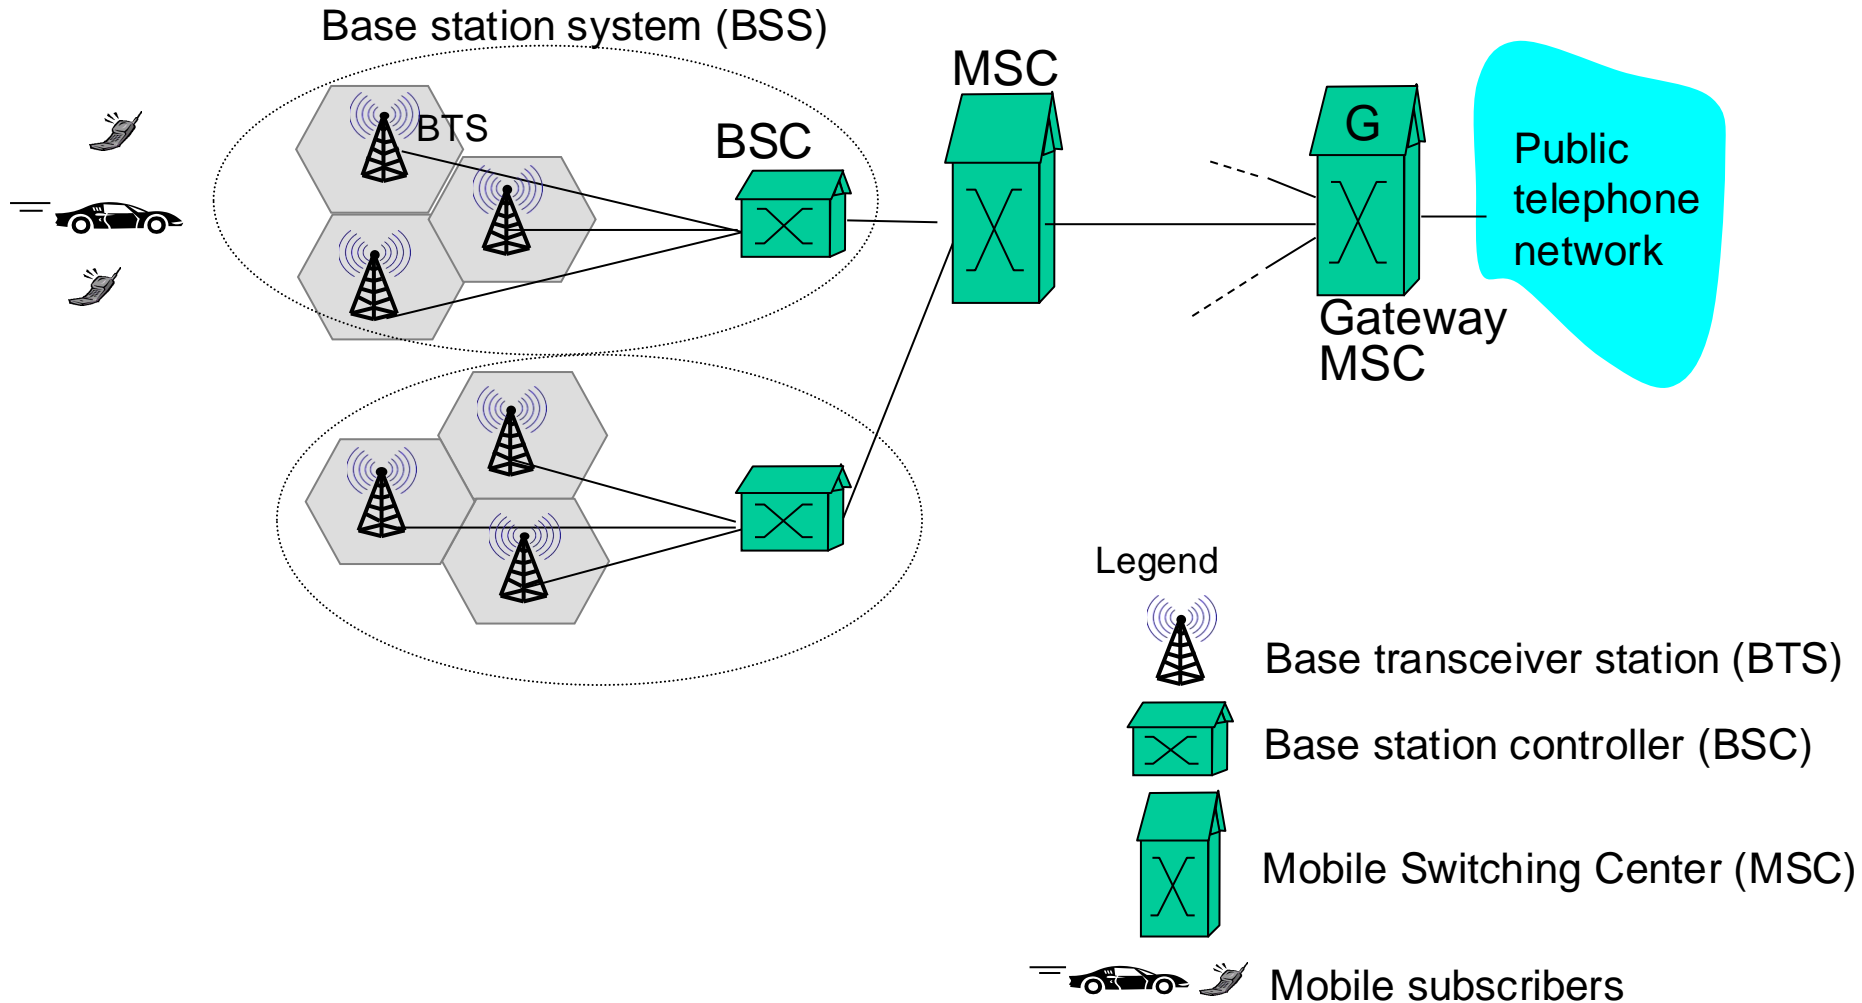 Base station system (BSS)
BTS
BSC
MSC
G
Gateway
MSC
Public
telephone
network
Legend
Base transceiver station (BTS)
Base station controller (BSC)
Mobile Switching Center (MSC)
Mobile subscribers